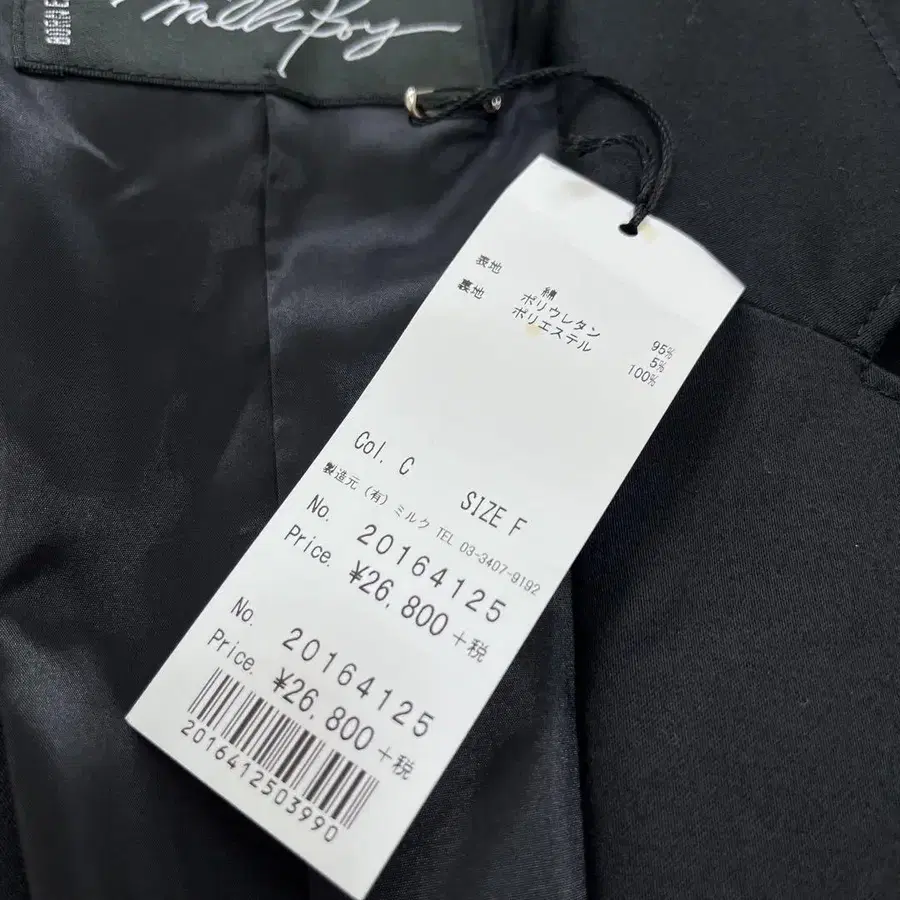 MilkBoy
表地 綿 95%
ポリウレタン 5%
裏地 ポリエステル 100%
Col. C SIZE F
製造元 (有) ミルク TEL 03-3407-9192
No. 20164125
Price. ¥26,800 +税
No. 20164125
Price. ¥26,800 +税
2016412503990